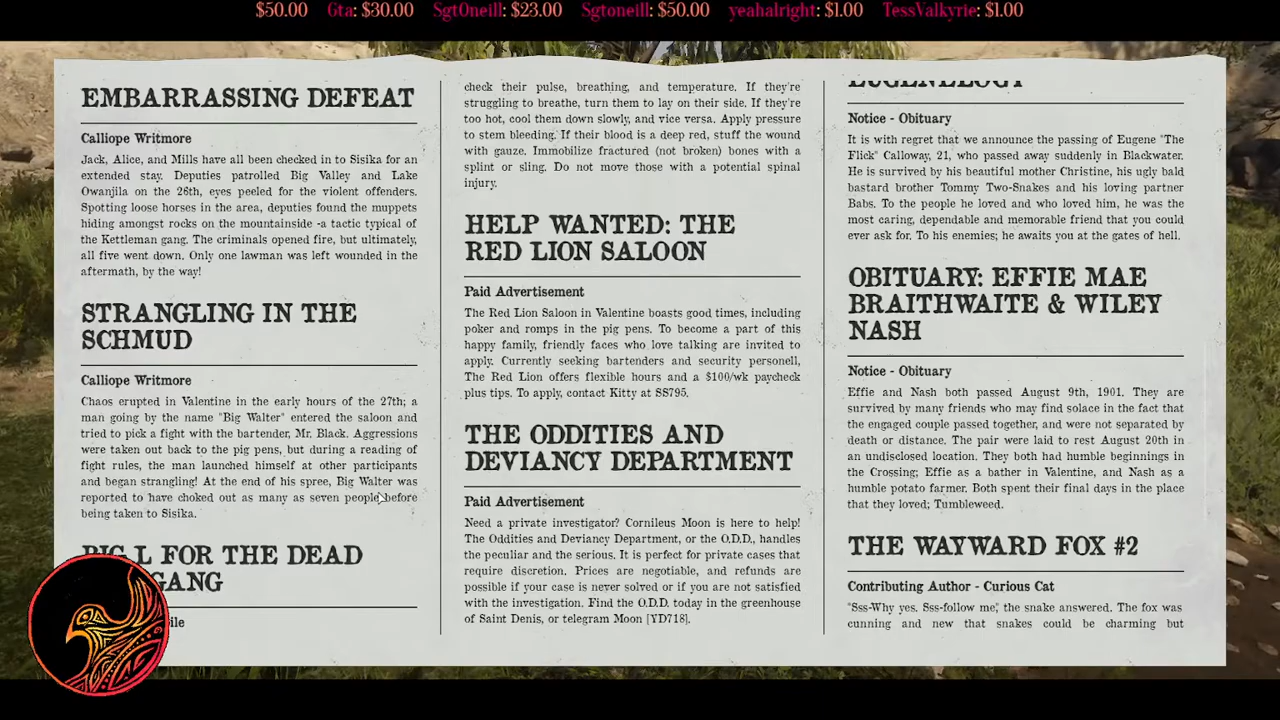 $50.00 Gta: $30.00 SgtOneill: $23.00 Sgtoneill: $50.00 yeahalright: $1.00 TessValkyrie: $1.00
EMBARRASSING DEFEAT
Calliope Writmore
Jack, Alice, and Mills have all been checked in to Sisika for an
extended stay. Deputies patrolled Big Valley and Lake
Owanjila on the 26th, eyes peeled for the violent offenders.
Spotting loose horses in the area, deputies found the muppets
hiding amongst rocks on the mountainside -a tactic typical of
the Kettleman gang. The criminals opened fire, but ultimately,
all five went down. Only one lawman was left wounded in the
aftermath, by the way!
STRANGLING IN THE
SCHMUD
Calliope Writmore
Chaos erupted in Valentine in the early hours of the 27th; a
man going by the name "Big Walter" entered the saloon and
tried to pick a fight with the bartender, Mr. Black. Aggressions
were taken out back to the pig pens, but during a reading of
fight rules, the man launched himself at other participants
and began strangling! At the end of his spree, Big Walter was
reported to have choked out as many as seven people before
being taken to Sisika.
BIG L FOR THE DEAD
GANG
check their pulse, breathing, and temperature. If they're
struggling to breathe, turn them to lay on their side. If they're
too hot, cool them down slowly, and vice versa. Apply pressure
to stem bleeding. If their blood is a deep red, stuff the wound
with gauze. Immobilize fractured (not broken) bones with a
splint or sling. Do not move those with a potential spinal
injury.
HELP WANTED: THE
RED LION SALOON
Paid Advertisement
The Red Lion Saloon in Valentine boasts good times, including
poker and romps in the pig pens. To become a part of this
happy family, friendly faces who love talking are invited to
apply. Currently seeking bartenders and security personell,
The Red Lion offers flexible hours and a $100/wk paycheck
plus tips. To apply, contact Kitty at SS795.
THE ODDITIES AND
DEVIANCY DEPARTMENT
Paid Advertisement
Need a private investigator? Cornileus Moon is here to help!
The Oddities and Deviancy Department, or the O.D.D., handles
the peculiar and the serious. It is perfect for private cases that
require discretion. Prices are negotiable, and refunds are
possible if your case is never solved or if you are not satisfied
with the investigation. Find the O.D.D. today in the greenhouse
of Saint Denis, or telegram Moon [YD718].
Notice - Obituary
It is with regret that we announce the passing of Eugene "The
Flick" Calloway, 21, who passed away suddenly in Blackwater.
He is survived by his beautiful mother Christine, his ugly bald
bastard brother Tommy Two-Snakes and his loving partner
Babs. To the people he loved and who loved him, he was the
most caring, dependable and memorable friend that you could
ever ask for. To his enemies; he awaits you at the gates of hell.
OBITUARY: EFFIE MAE
BRAITHWAITE & WILEY
NASH
Notice - Obituary
Effie and Nash both passed August 9th, 1901. They are
survived by many friends who may find solace in the fact that
the engaged couple passed together, and were not separated by
death or distance. The pair were laid to rest August 20th in
an undisclosed location. They both had humble beginnings in
the Crossing; Effie as a bather in Valentine, and Nash as a
humble potato farmer. Both spent their final days in the place
that they loved; Tumbleweed.
THE WAYWARD FOX #2
Contributing Author - Curious Cat
"Sss-Why yes. Sss-follow me," the snake answered. The fox was
cunning and new that snakes could be charming but